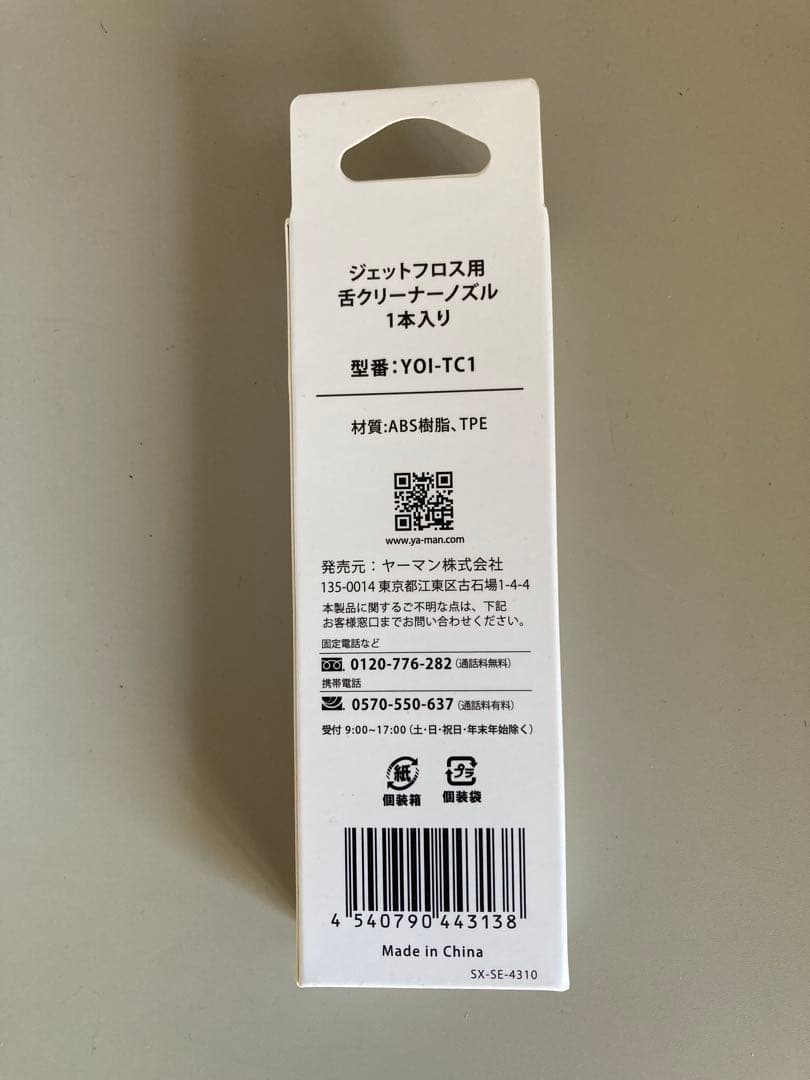 ジェットフロス用
舌クリーナーノズル
1本入り
型番：YOI-TC1
材質:ABS樹脂、TPE
www.ya-man.com
発売元：ヤーマン株式会社
135-0014 東京都江東区古石場1-4-4
本製品に関するご不明な点は、下記
お客様窓口までお問い合わせください。
固定電話など
0120-776-282（通話料無料）
携帯電話
0570-550-637（通話料有料）
受付 9:00~17:00（土・日・祝日・年末年始除く）
紙 プラ
個装箱 個装袋
4 540790 443138
Made in China
SX-SE-4310